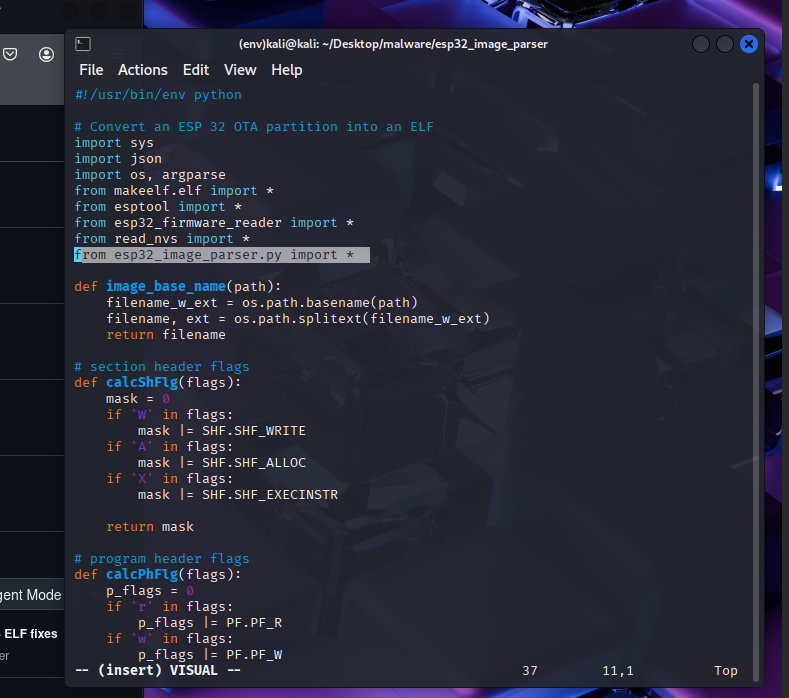 (env)kali@kali: ~/Desktop/malware/esp32_image_parser
File Actions Edit View Help
#!/usr/bin/env python
# Convert an ESP 32 OTA partition into an ELF
import sys
import json
import os, argparse
from makeelf.elf import *
from esptool import *
from esp32_firmware_reader import *
from read_nvs import *
from esp32_image_parser.py import *
def image_base_name(path):
filename_w_ext = os.path.basename(path)
filename, ext = os.path.splitext(filename_w_ext)
return filename
# section header flags
def calcShFlg(flags):
mask = 0
if 'W' in flags:
mask |= SHF.SHF_WRITE
if 'A' in flags:
mask |= SHF.SHF_ALLOC
if 'X' in flags:
mask |= SHF.SHF_EXECINSTR
return mask
# program header flags
def calcPhFlg(flags):
p_flags = 0
if 'r' in flags:
p_flags |= PF.PF_R
if 'w' in flags:
p_flags |= PF.PF_W
-- (insert) VISUAL -- 37 11,1 Top
gent Mode
ELF fixes
er